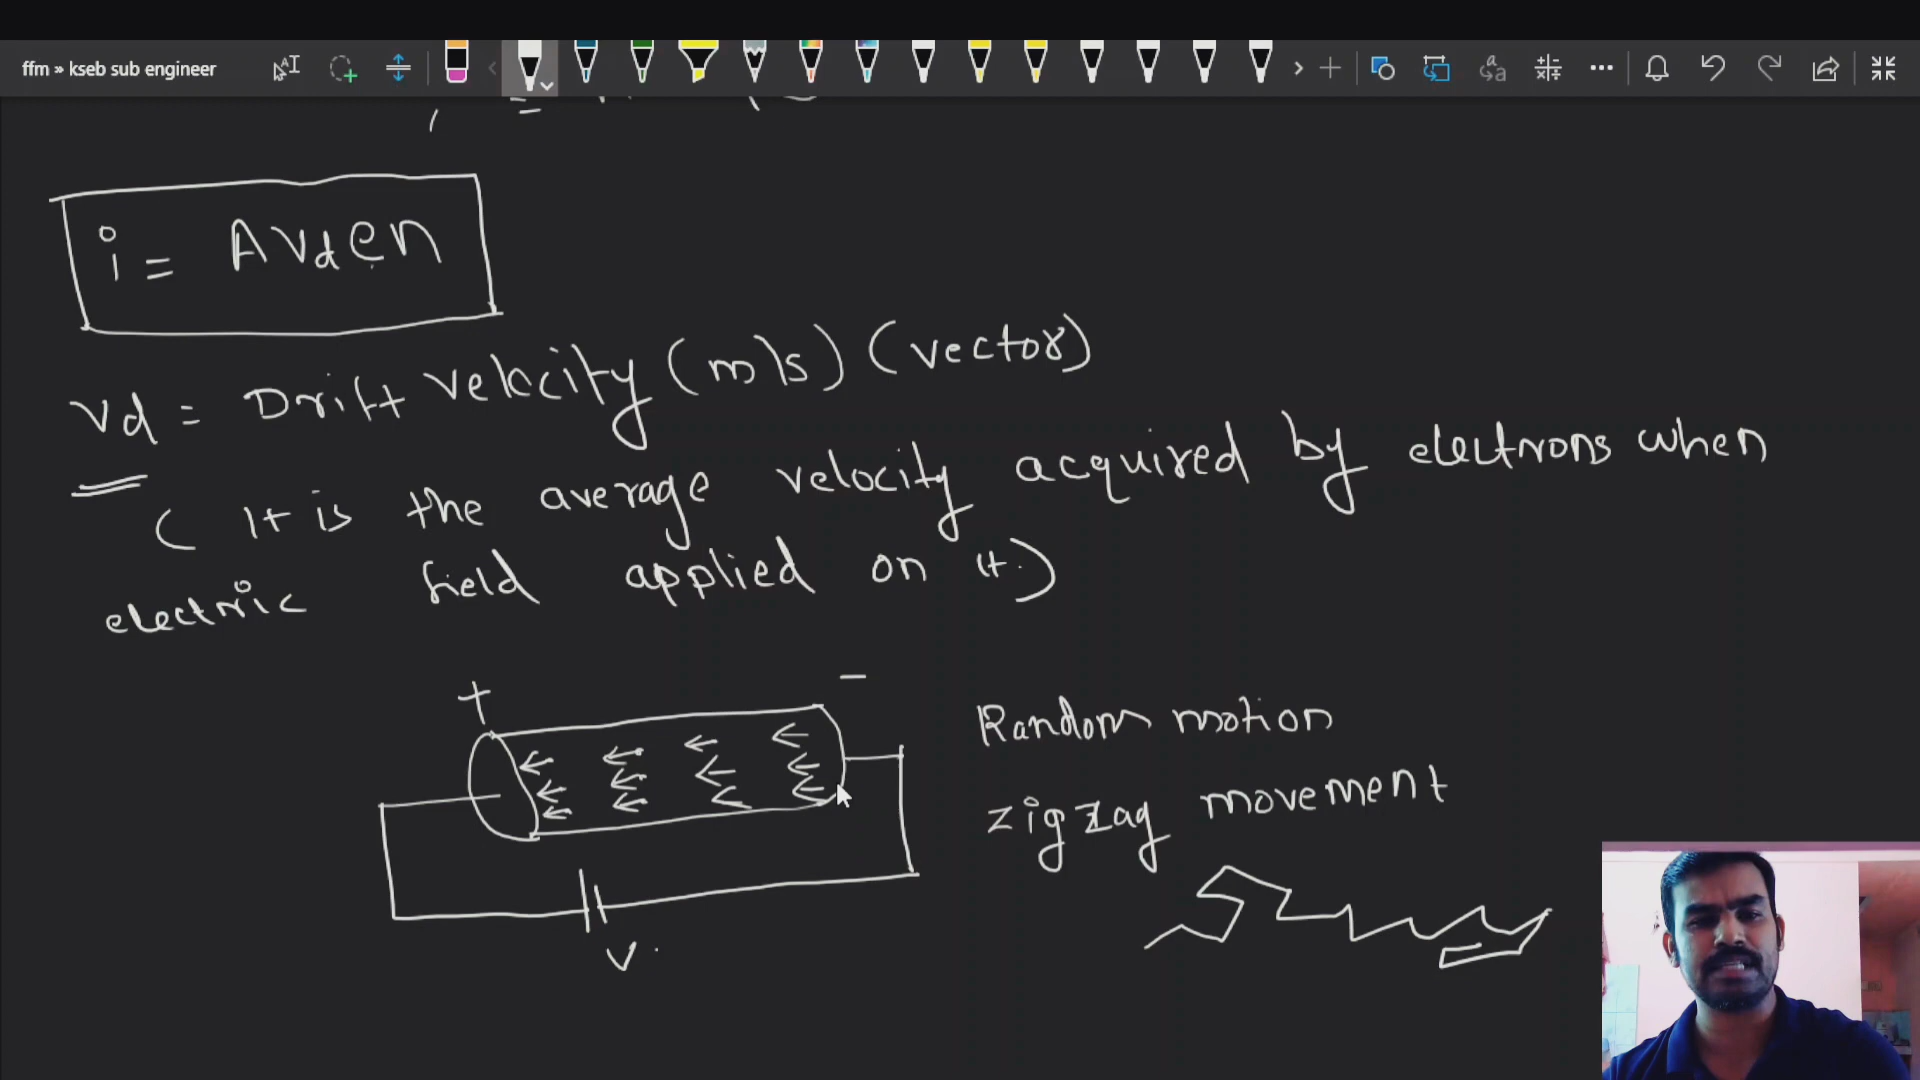 ffm » kseb sub engineer
i = AVden
Vd = Drift velocity (m\s) (vector)
( It is the average velocity acquired by electrons when
electric field applied on it.)
+ -
Random motion
zigzag movement
V.